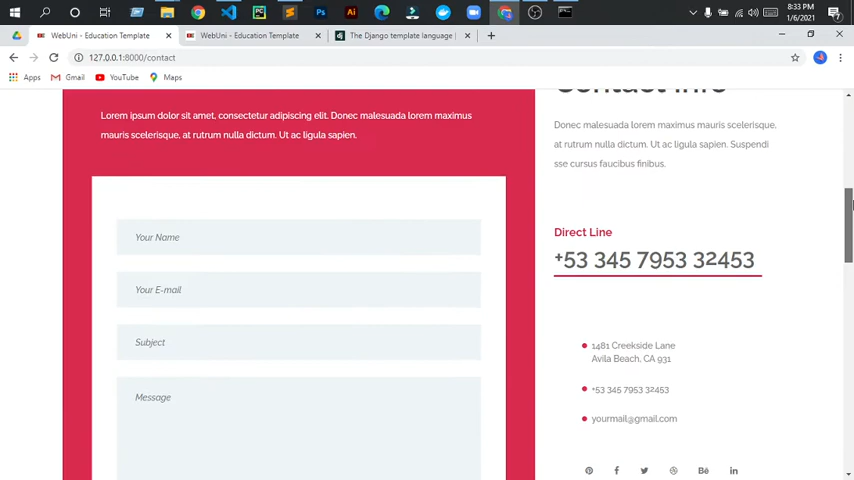 8:33 PM
1/6/2021
WebUni - Education Template
WebUni - Education Template
The Django template language |
127.0.0.1:8000/contact
Apps
Gmail
YouTube
Maps
Lorem ipsum dolor sit amet, consectetur adipiscing elit. Donec malesuada lorem maximus
mauris scelerisque, at rutrum nulla dictum. Ut ac ligula sapien.
Your Name
Your E-mail
Subject
Message
Contact Info
Donec malesuada lorem maximus mauris scelerisque,
at rutrum nulla dictum. Ut ac ligula sapien. Suspendi
sse cursus faucibus finibus.
Direct Line
+53 345 7953 32453
1481 Creekside Lane
Avila Beach, CA 931
+53 345 7953 32453
yourmail@gmail.com